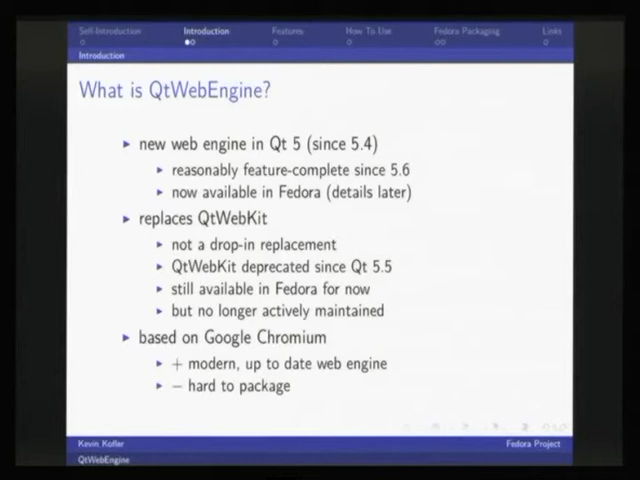 Self-Introduction Introduction Features How To Use Fedora Packaging Links
Introduction
What is QtWebEngine?
▶ new web engine in Qt 5 (since 5.4)
▶ reasonably feature-complete since 5.6
▶ now available in Fedora (details later)
▶ replaces QtWebKit
▶ not a drop-in replacement
▶ QtWebKit deprecated since Qt 5.5
▶ still available in Fedora for now
▶ but no longer actively maintained
▶ based on Google Chromium
▶ + modern, up to date web engine
▶ − hard to package
Kevin Kofler Fedora Project
QtWebEngine